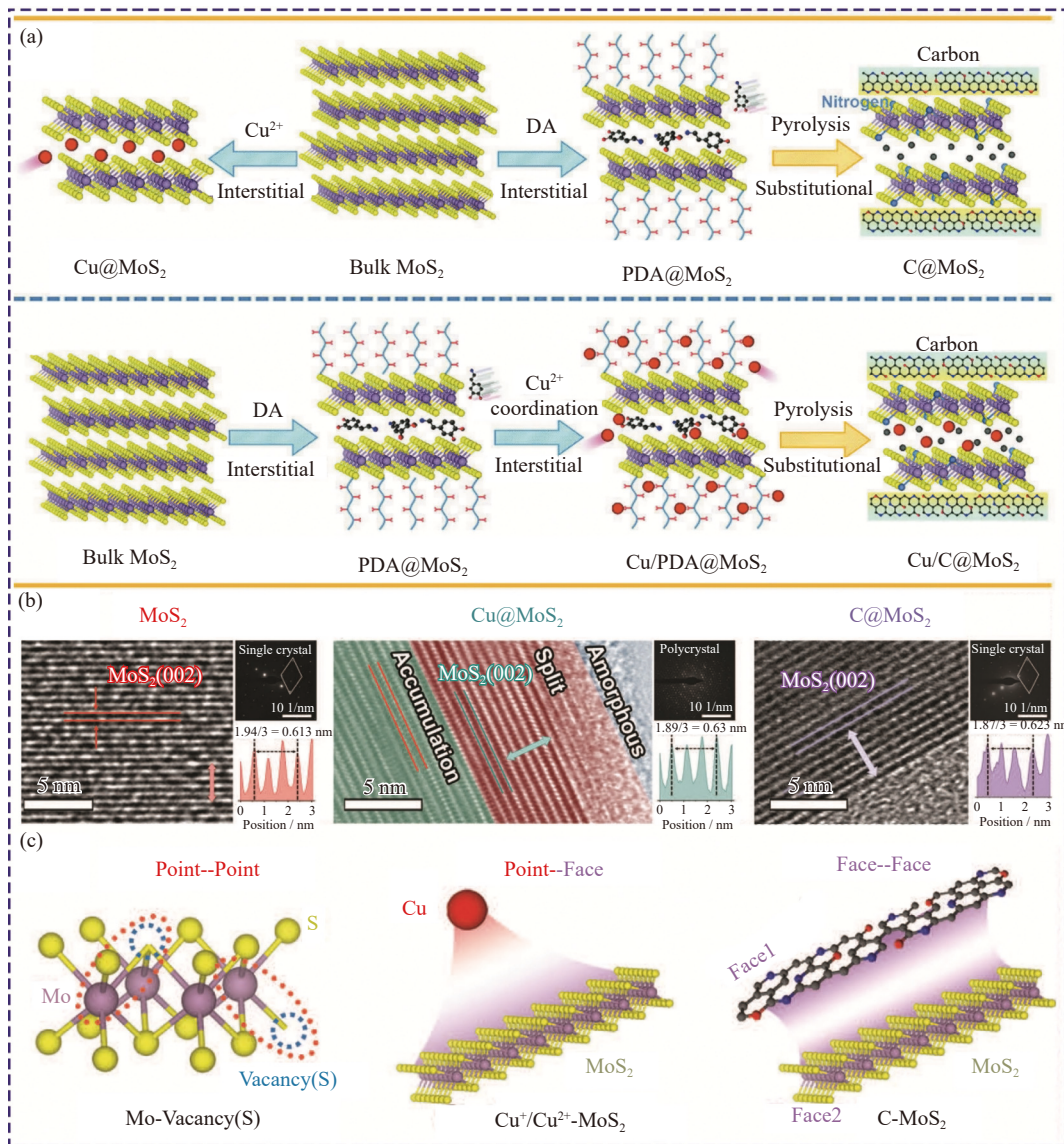 (a)
Carbon
Nitrogen
Cu²⁺
Interstitial
DA
Interstitial
Pyrolysis
Substitutional
Cu@MoS₂
Bulk MoS₂
PDA@MoS₂
C@MoS₂
Carbon
DA
Interstitial
Cu²⁺
coordination
Interstitial
Pyrolysis
Substitutional
Bulk MoS₂
PDA@MoS₂
Cu/PDA@MoS₂
Cu/C@MoS₂
(b)
MoS₂
MoS₂(002)
5 nm
Single crystal
10 1/nm
1.94/3 = 0.613 nm
0 1 2 3
Position / nm
Cu@MoS₂
Accumulation
MoS₂(002)
Split
Amorphous
5 nm
Polycrystal
10 1/nm
1.89/3 = 0.63 nm
0 1 2 3
Position / nm
C@MoS₂
MoS₂(002)
5 nm
Single crystal
10 1/nm
1.87/3 = 0.623 nm
0 1 2 3
Position / nm
(c)
Point--Point
S
Mo
Vacancy(S)
Mo-Vacancy(S)
Point--Face
Cu
MoS₂
Cu⁺/Cu²⁺-MoS₂
Face--Face
Face1
MoS₂
Face2
C-MoS₂